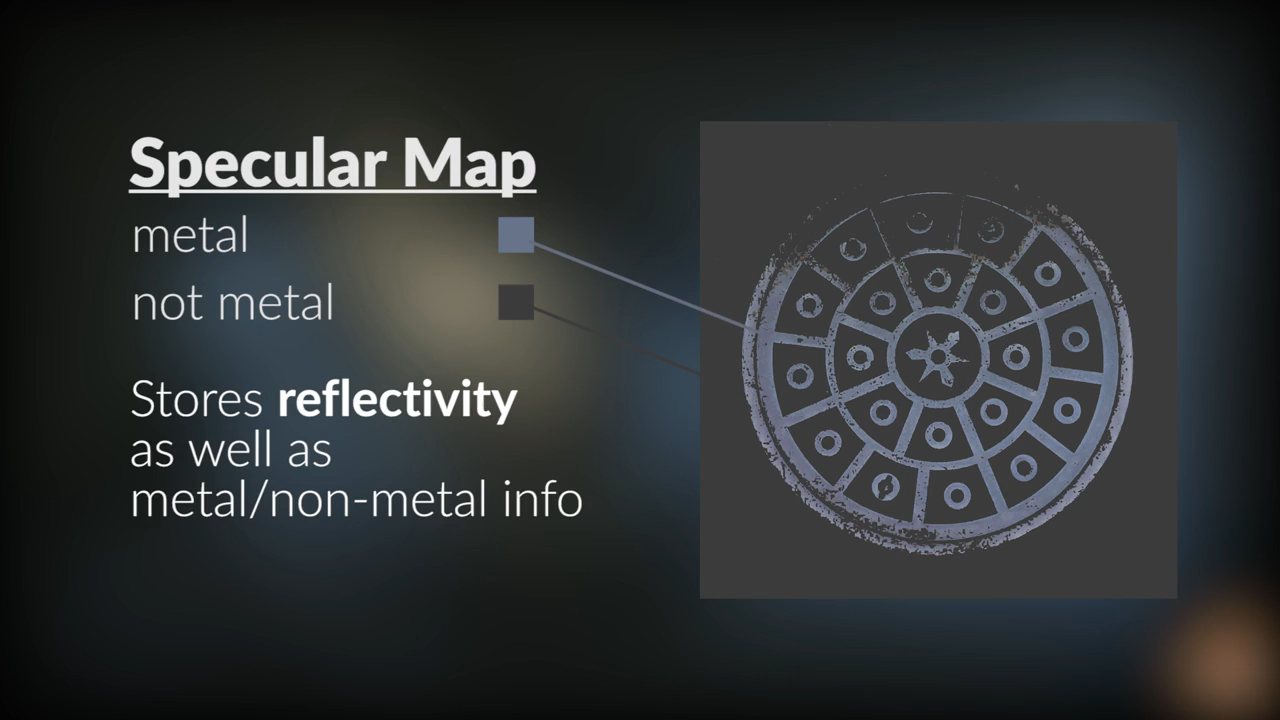 Specular Map
metal
not metal
Stores reflectivity
as well as
metal/non-metal info